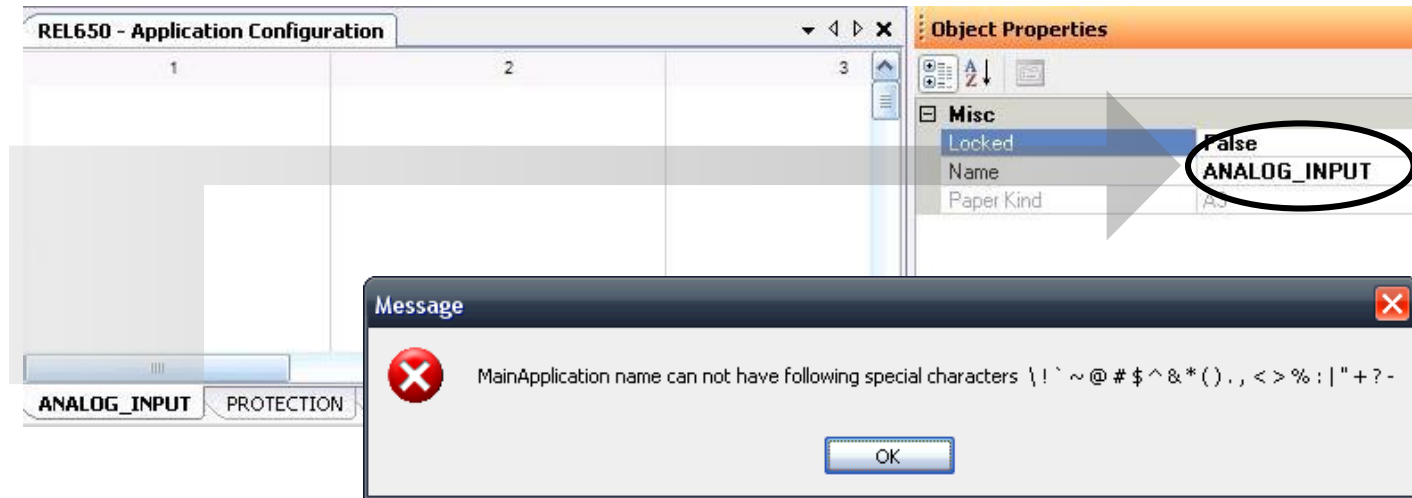 REL650 - Application Configuration
1 2 3
ANALOG_INPUT PROTECTION
Object Properties
Misc
Locked False
Name ANALOG_INPUT
Paper Kind A3
Message
MainApplication name can not have following special characters \ ! ` ~ @ # $ ^ & * ( ) . , < > % : | " + ? -
OK